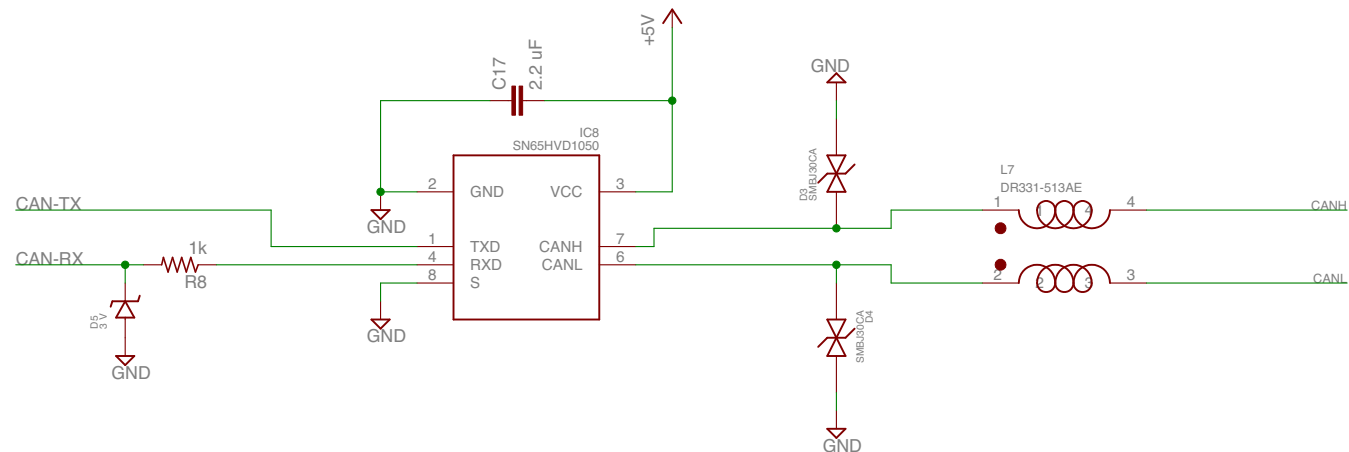 +5V
C17
2.2 uF
GND
IC8
SN65HVD1050
2
GND
VCC
3
GND
CAN-TX
1
TXD
CANH
7
CAN-RX
1k
R8
4
RXD
CANL
6
8
S
GND
D5
3 V
GND
D3
SMBJ30CA
L7
DR331-513AE
1
1
4
4
CANH
2
2
3
3
CANL
SMBJ30CA
D4
GND